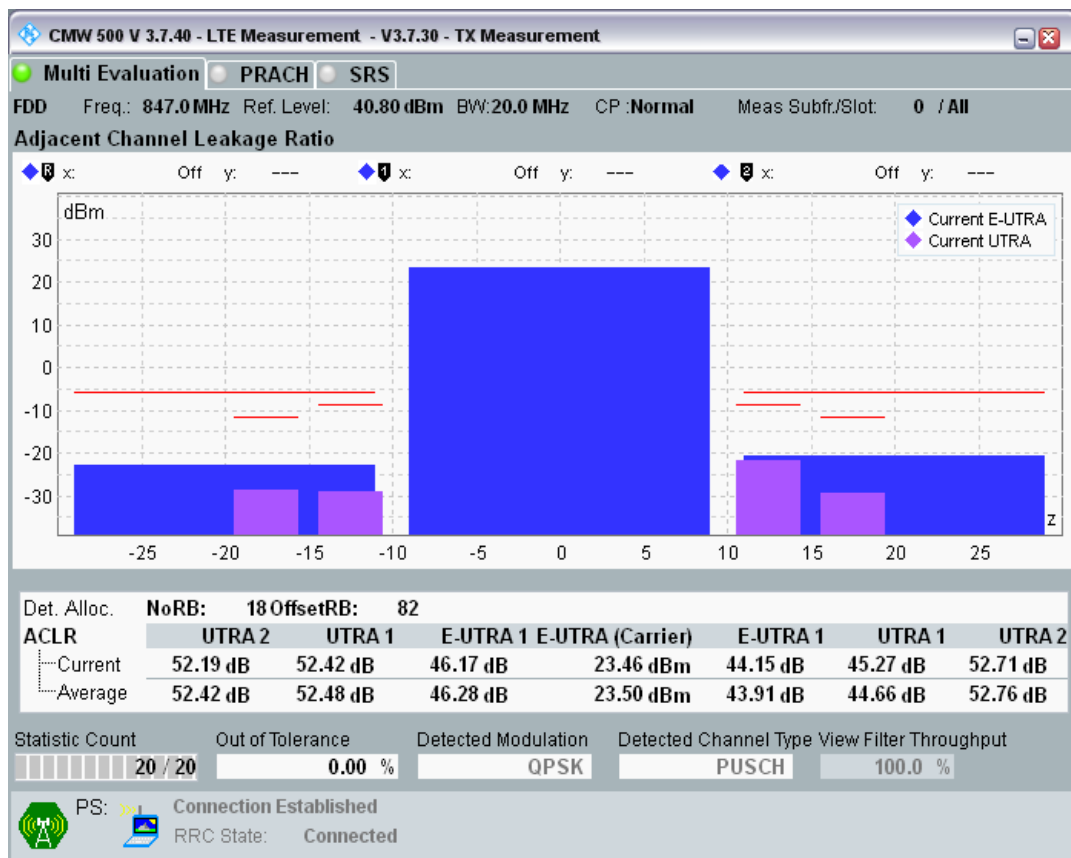 CMW 500 V 3.7.40 - LTE Measurement - V3.7.30 - TX Measurement
Multi Evaluation PRACH SRS
FDD Freq.: 847.0 MHz Ref. Level: 40.80 dBm BW:20.0 MHz CP :Normal Meas Subfr./Slot: 0 / All
Adjacent Channel Leakage Ratio
R x: Off y: --- 1 x: Off y: --- 2 x: Off y: ---
dBm
Current E-UTRA
Current UTRA
30
20
10
0
-10
-20
-30
z
-25 -20 -15 -10 -5 0 5 10 15 20 25
Det. Alloc. NoRB: 18 OffsetRB: 82
ACLR UTRA 2 UTRA 1 E-UTRA 1 E-UTRA (Carrier) E-UTRA 1 UTRA 1 UTRA 2
Current 52.19 dB 52.42 dB 46.17 dB 23.46 dBm 44.15 dB 45.27 dB 52.71 dB
Average 52.42 dB 52.48 dB 46.28 dB 23.50 dBm 43.91 dB 44.66 dB 52.76 dB
Statistic Count Out of Tolerance Detected Modulation Detected Channel Type View Filter Throughput
20 / 20 0.00 % QPSK PUSCH 100.0 %
PS: Connection Established
RRC State: Connected